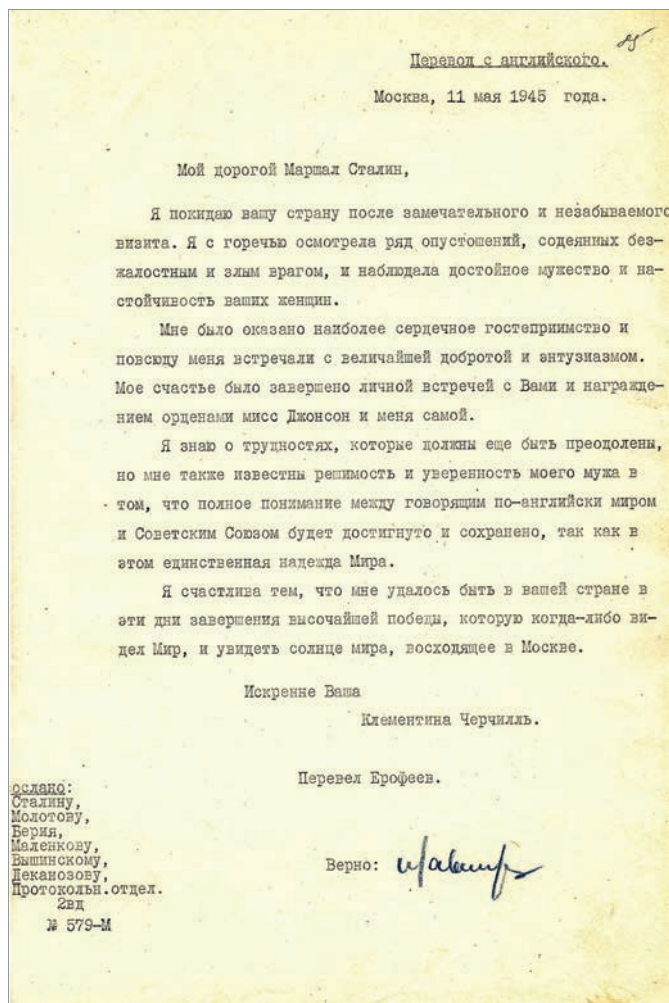 85
Перевод с английского.
Москва, 11 мая 1945 года.
Мой дорогой Маршал Сталин,
Я покидаю вашу страну после замечательного и незабываемого
визита. Я с горечью осмотрела ряд опустошений, содеянных без-
жалостным и злым врагом, и наблюдала достойное мужество и на-
стойчивость ваших женщин.
Мне было оказано наиболее сердечное гостеприимство и
повсюду меня встречали с величайшей добротой и энтузиазмом.
Мое счастье было завершено личной встречей с Вами и награжде-
нием орденами мисс Джонсон и меня самой.
Я знаю о трудностях, которые должны еще быть преодолены,
но мне также известны решимость и уверенность моего мужа в
том, что полное понимание между говорящим по-английски миром
и Советским Союзом будет достигнуто и сохранено, так как в
этом единственная надежда Мира.
Я счастлива тем, что мне удалось быть в вашей стране в
эти дни завершения высочайшей победы, которую когда-либо ви-
дел Мир, и увидеть солнце мира, восходящее в Москве.
Искренне Ваша
Клементина Черчилль.
Перевел Ерофеев.
ослано:
Сталину,
Молотову,
Берия,
Маленкову,
Вышинскому,
Деканозову,
Протокольн.отдел.
2вд
№ 579-М
Верно: